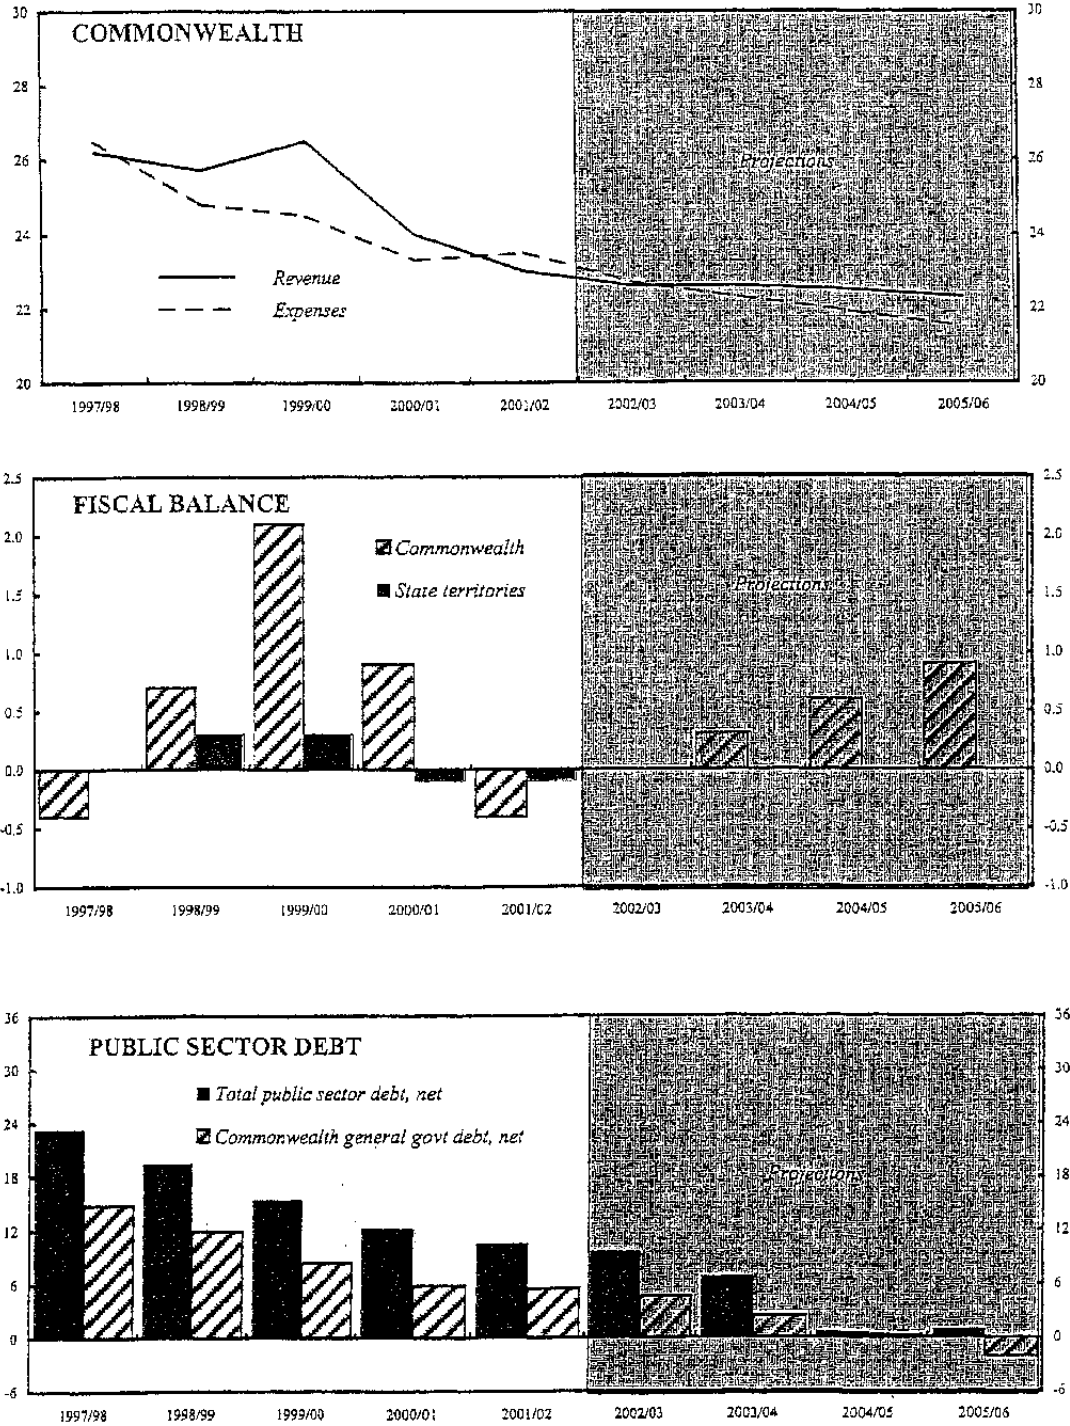 COMMONWEALTH
30 30
28 28
26 26
24 24
22 22
20 20
Projections
Revenue
Expenses
1997/98 1998/99 1999/00 2000/01 2001/02 2002/03 2003/04 2004/05 2005/06
FISCAL BALANCE
2.5 2.5
2.0 2.0
1.5 1.5
1.0 1.0
0.5 0.5
0.0 0.0
-0.5 -0.5
-1.0 -1.0
Commonwealth
State territories
Projections
1997/98 1998/99 1999/00 2000/01 2001/02 2002/03 2003/04 2004/05 2005/06
PUBLIC SECTOR DEBT
36 36
30 30
24 24
18 18
12 12
6 6
0 0
-6 -6
Total public sector debt, net
Commonwealth general govt debt, net
Projections
1997/98 1998/99 1999/00 2000/01 2001/02 2002/03 2003/04 2004/05 2005/06